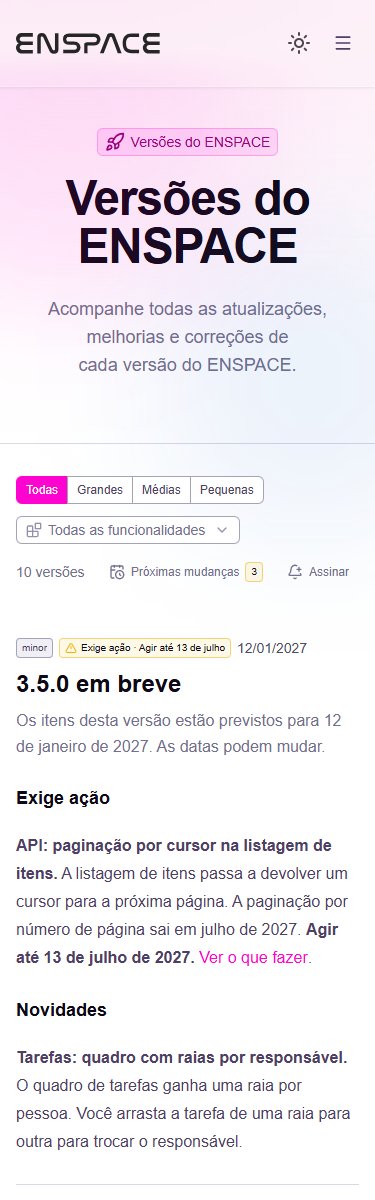 ENSPACE
Versões do ENSPACE
Versões do
ENSPACE
Acompanhe todas as atualizações,
melhorias e correções de
cada versão do ENSPACE.
Todas Grandes Médias Pequenas
Todas as funcionalidades
10 versões Próximas mudanças 3 Assinar
minor Exige ação · Agir até 13 de julho 12/01/2027
3.5.0 em breve
Os itens desta versão estão previstos para 12
de janeiro de 2027. As datas podem mudar.
Exige ação
API: paginação por cursor na listagem de
itens. A listagem de itens passa a devolver um
cursor para a próxima página. A paginação por
número de página sai em julho de 2027. Agir
até 13 de julho de 2027. Ver o que fazer.
Novidades
Tarefas: quadro com raias por responsável.
O quadro de tarefas ganha uma raia por
pessoa. Você arrasta a tarefa de uma raia para
outra para trocar o responsável.